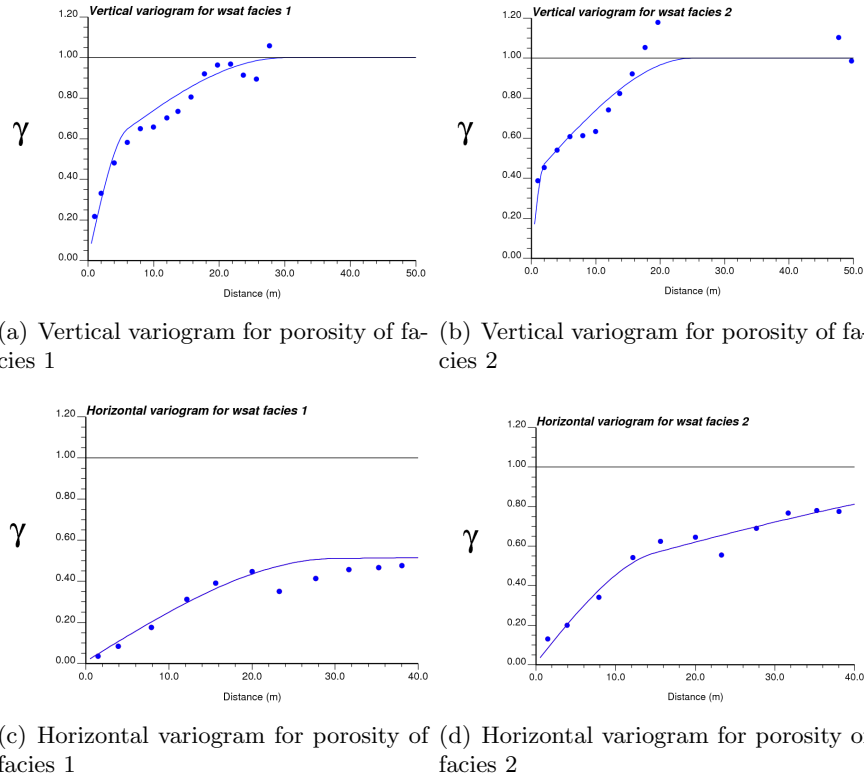 Vertical variogram for wsat facies 1
1.20
1.00
0.80
0.60
0.40
0.20
0.00
γ
0.0 10.0 20.0 30.0 40.0 50.0
Distance (m)
Vertical variogram for wsat facies 2
1.20
1.00
0.80
0.60
0.40
0.20
0.00
γ
0.0 10.0 20.0 30.0 40.0 50.0
Distance (m)
(a) Vertical variogram for porosity of fa-
cies 1
(b) Vertical variogram for porosity of fa-
cies 2
Horizontal variogram for wsat facies 1
1.20
1.00
0.80
0.60
0.40
0.20
0.00
γ
0.0 10.0 20.0 30.0 40.0
Distance (m)
Horizontal variogram for wsat facies 2
1.20
1.00
0.80
0.60
0.40
0.20
0.00
γ
0.0 10.0 20.0 30.0 40.0
Distance (m)
(c) Horizontal variogram for porosity of
facies 1
(d) Horizontal variogram for porosity of
facies 2